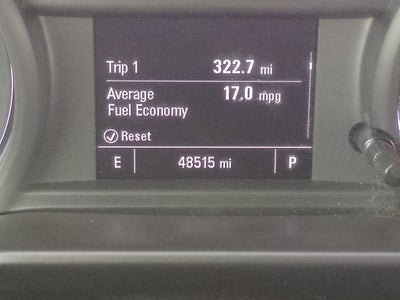 Trip 1 322.7 mi
Average 17.0 mpg
Fuel Economy
Reset
E 48515 mi P